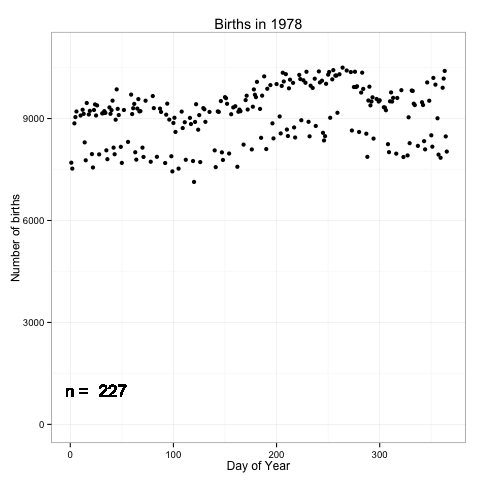 Births in 1978
Number of births
9000
6000
3000
0
n = 227
0 100 200 300
Day of Year